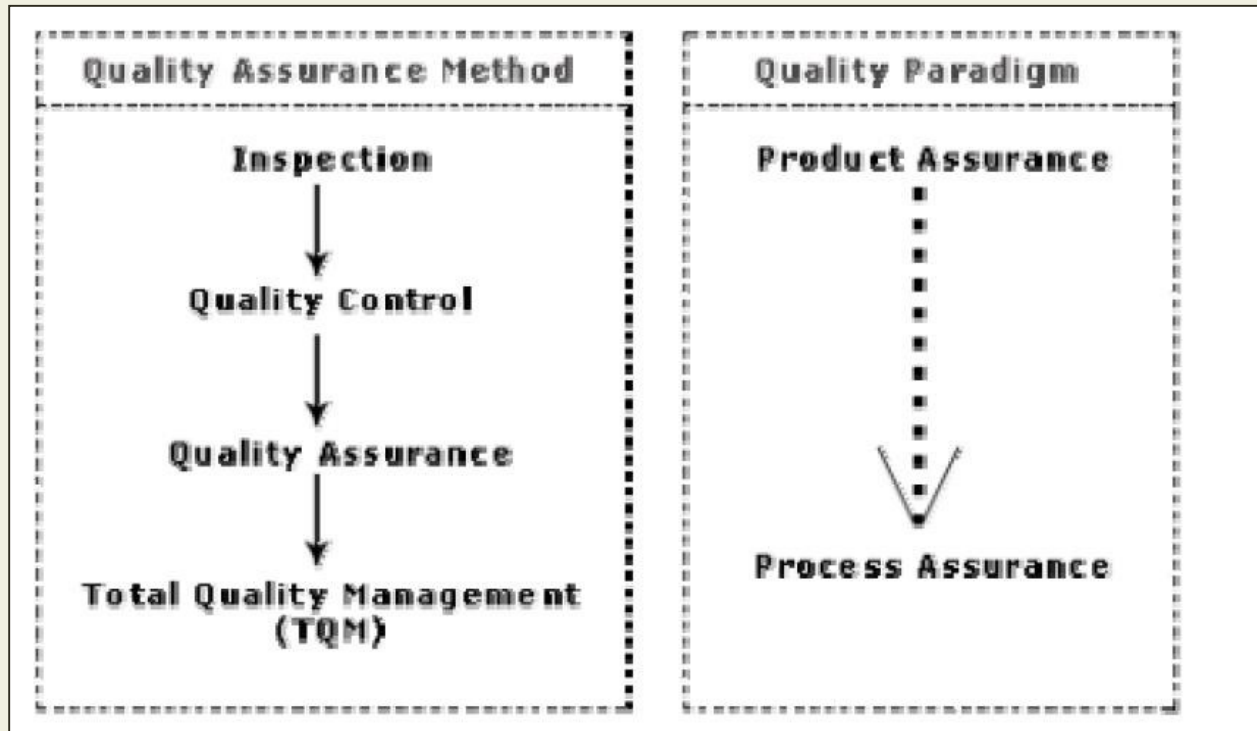 Quality Assurance Method
Inspection
Quality Control
Quality Assurance
Total Quality Management
(TQM)
Quality Paradigm
Product Assurance
Process Assurance